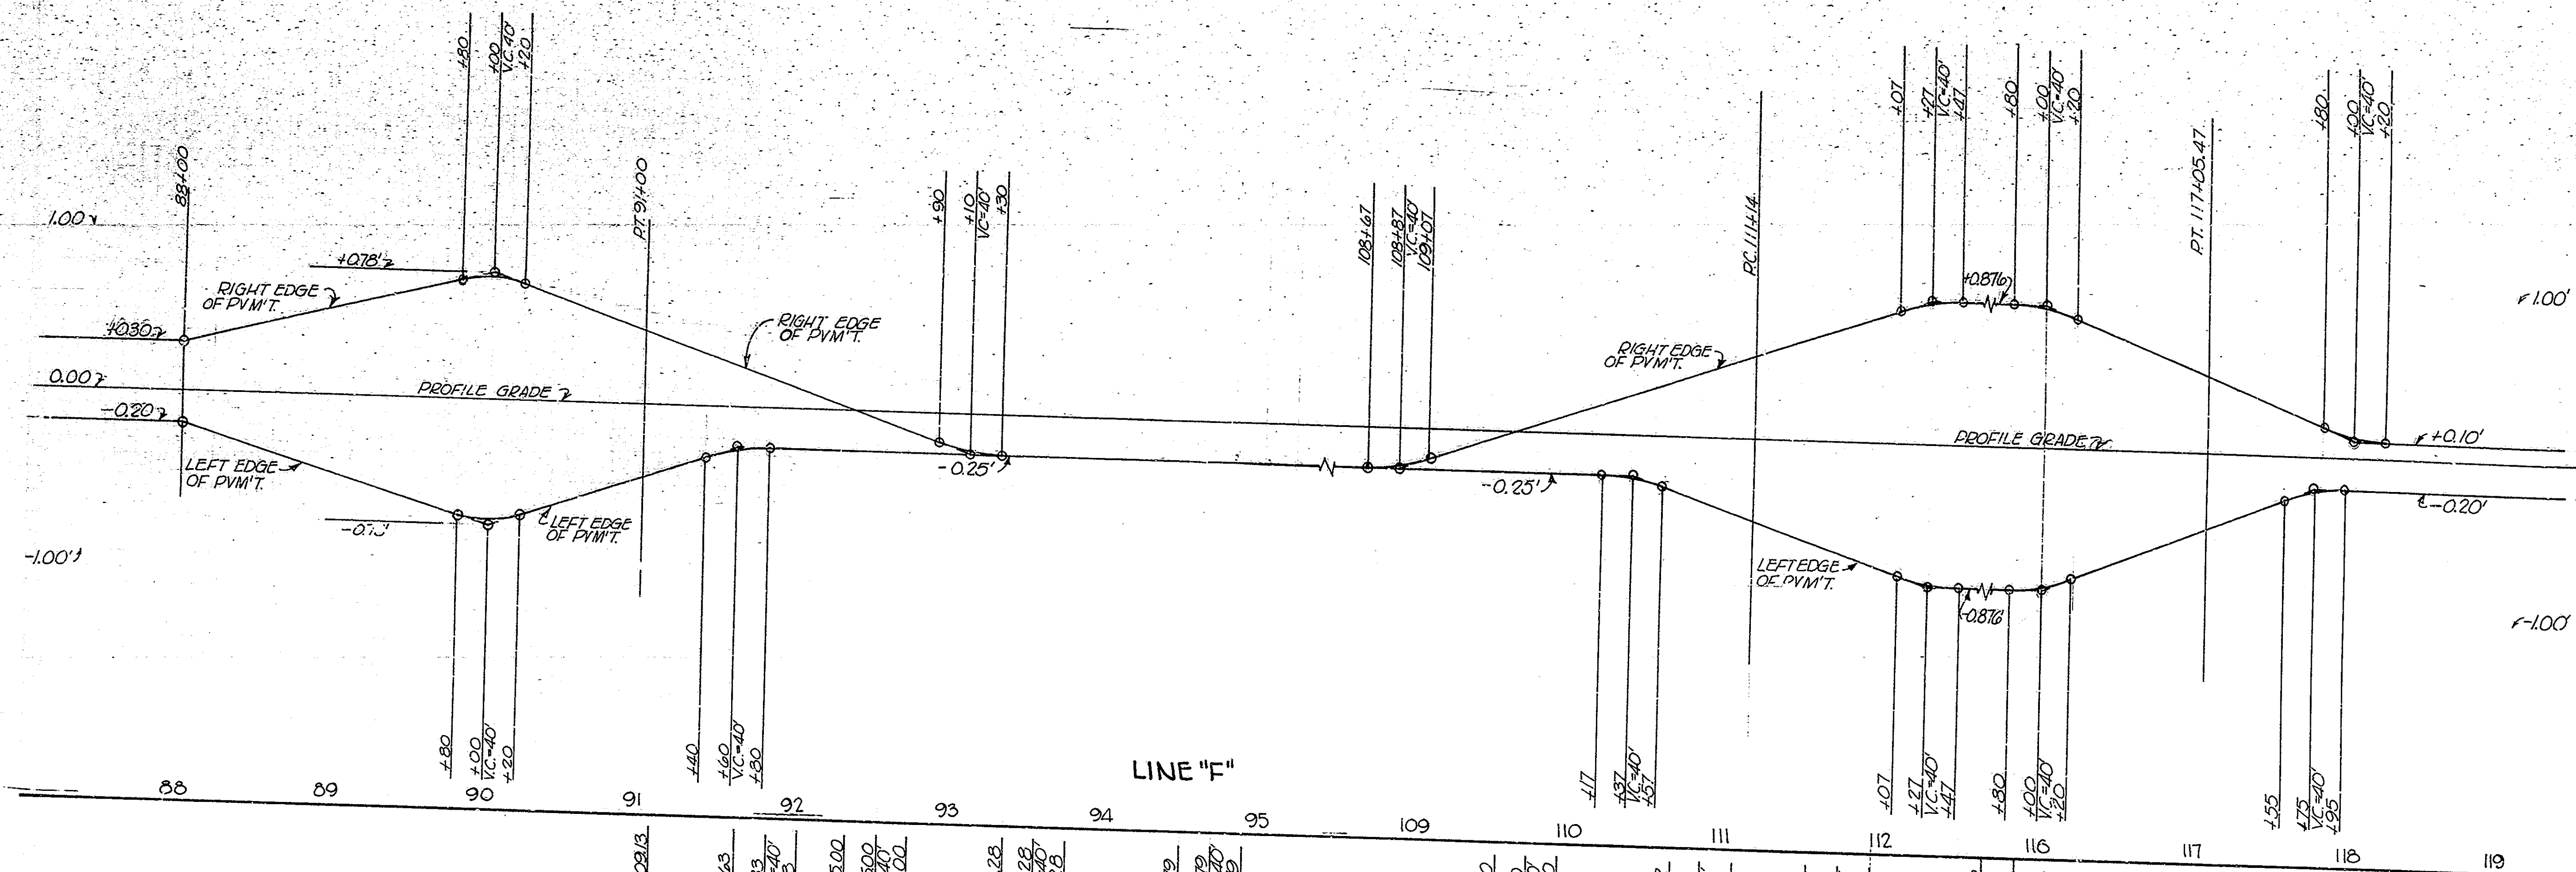 +80
+00
V.C. 40'
+20
+07
+27
V.C.=40'
+47
+80
+00
V.C.=40'
+20
+80
+00
V.C.=40'
+20
88+00
P.T. 91+00
+90
+10
V.C=40'
+30
108+67
108+87
V.C.=40'
109+07
P.C. 111+14
P.T. 117+05.47
1.00
+0.78'
RIGHT EDGE
OF PVM'T.
+0.30
0.00
-0.20
PROFILE GRADE
RIGHT EDGE
OF PVM'T.
RIGHT EDGE
OF PVM'T.
+0.876
1.00'
PROFILE GRADE
+0.10'
LEFT EDGE
OF PVM'T.
LEFT EDGE
OF PVM'T.
-0.25'
-0.25'
-0.20'
-1.00'
LEFT EDGE
OF PVM'T.
-0.876'
-1.00'
+80
+00
V.C.=40'
+20
+40
+60
V.C.=40'
+80
+17
+37
V.C.=40'
+57
+07
+27
V.C.=40'
+47
+80
+00
V.C.=40'
+20
+55
+75
V.C.=40'
+95
LINE "F"
88 89 90 91 92 93 94 95 109 110 111 112 116 117 118 119